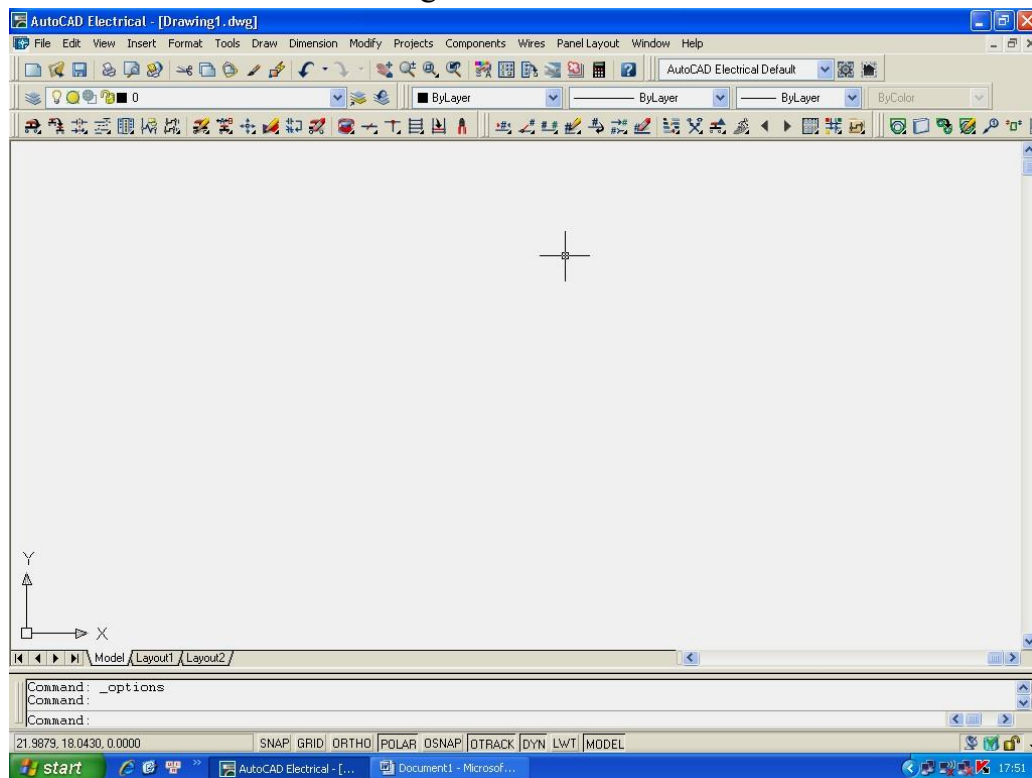 AutoCAD Electrical - [Drawing1.dwg]
File Edit View Insert Format Tools Draw Dimension Modify Projects Components Wires Panel Layout Window Help
AutoCAD Electrical Default
0 ByLayer ByLayer ByLayer ByColor
Y
X
Model Layout1 Layout2
Command: _options
Command:
Command:
21.9879, 18.0430, 0.0000 SNAP GRID ORTHO POLAR OSNAP OTRACK DYN LWT MODEL
start AutoCAD Electrical - [... Document1 - Microsof... 17:51